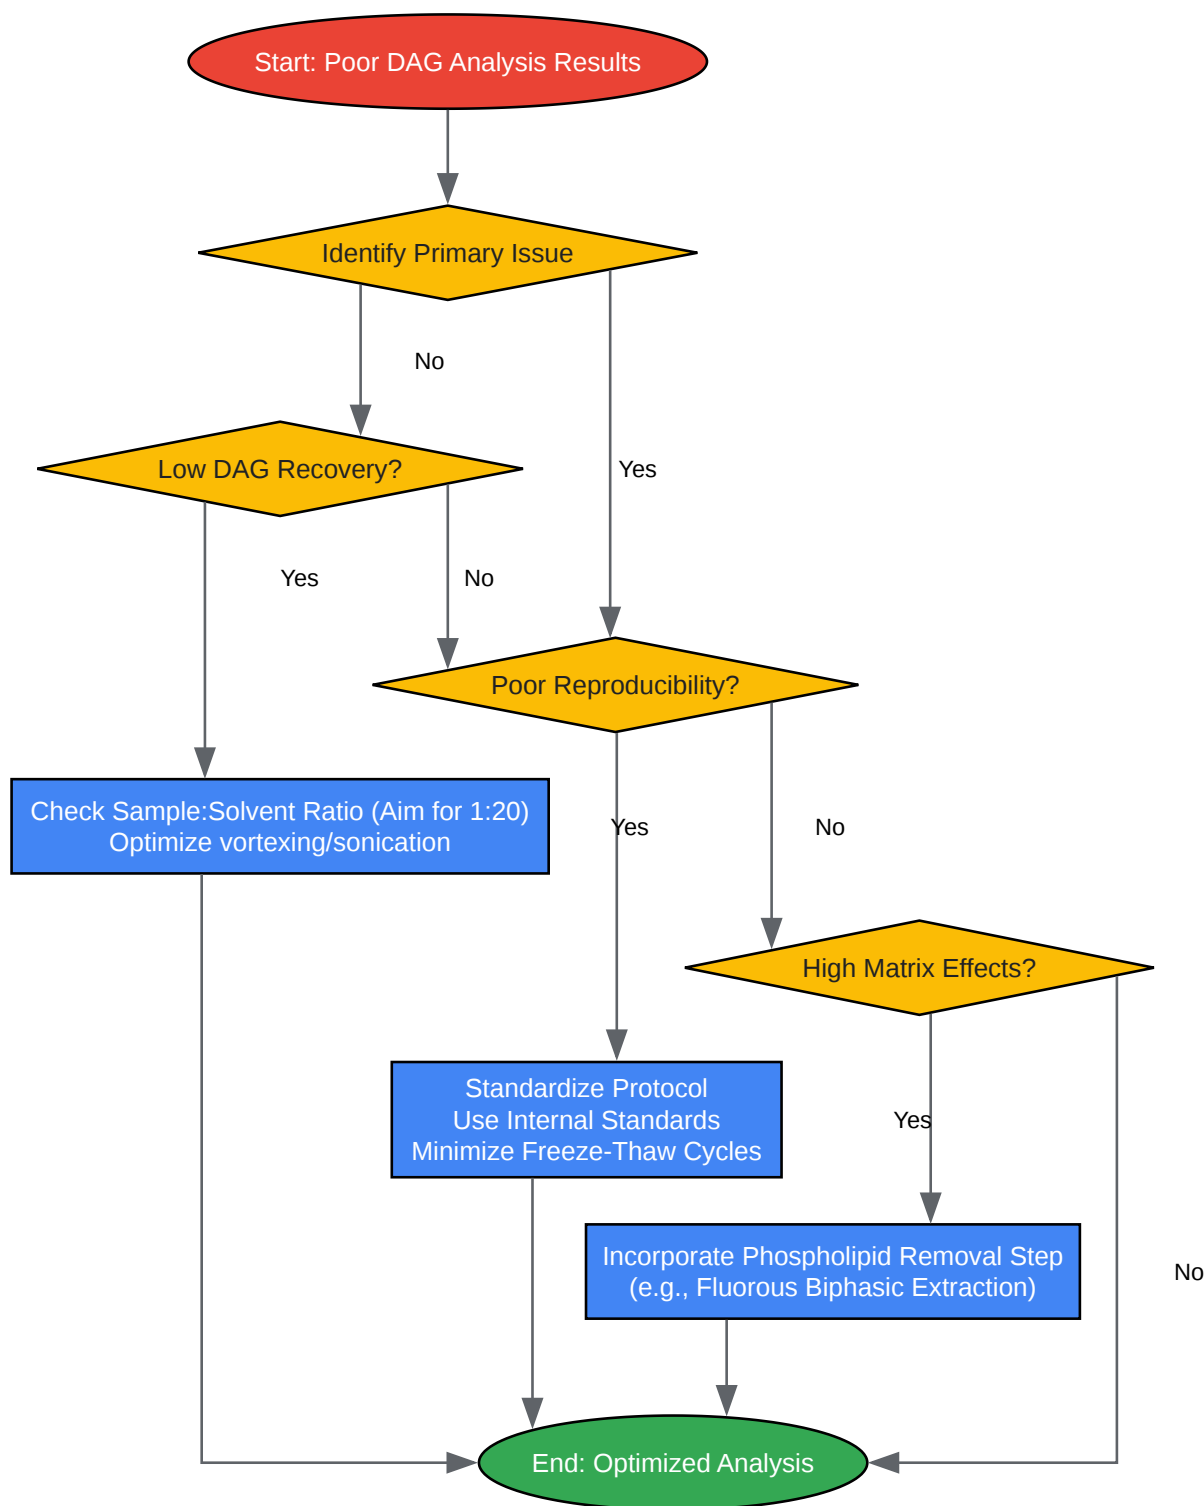 Start: Poor DAG Analysis Results
Identify Primary Issue
No
Low DAG Recovery?
Yes
Yes
No
Poor Reproducibility?
Check Sample:Solvent Ratio (Aim for 1:20)
Optimize vortexing/sonication
Yes
No
High Matrix Effects?
Standardize Protocol
Use Internal Standards
Minimize Freeze-Thaw Cycles
Yes
Incorporate Phospholipid Removal Step
(e.g., Fluorous Biphasic Extraction)
No
End: Optimized Analysis